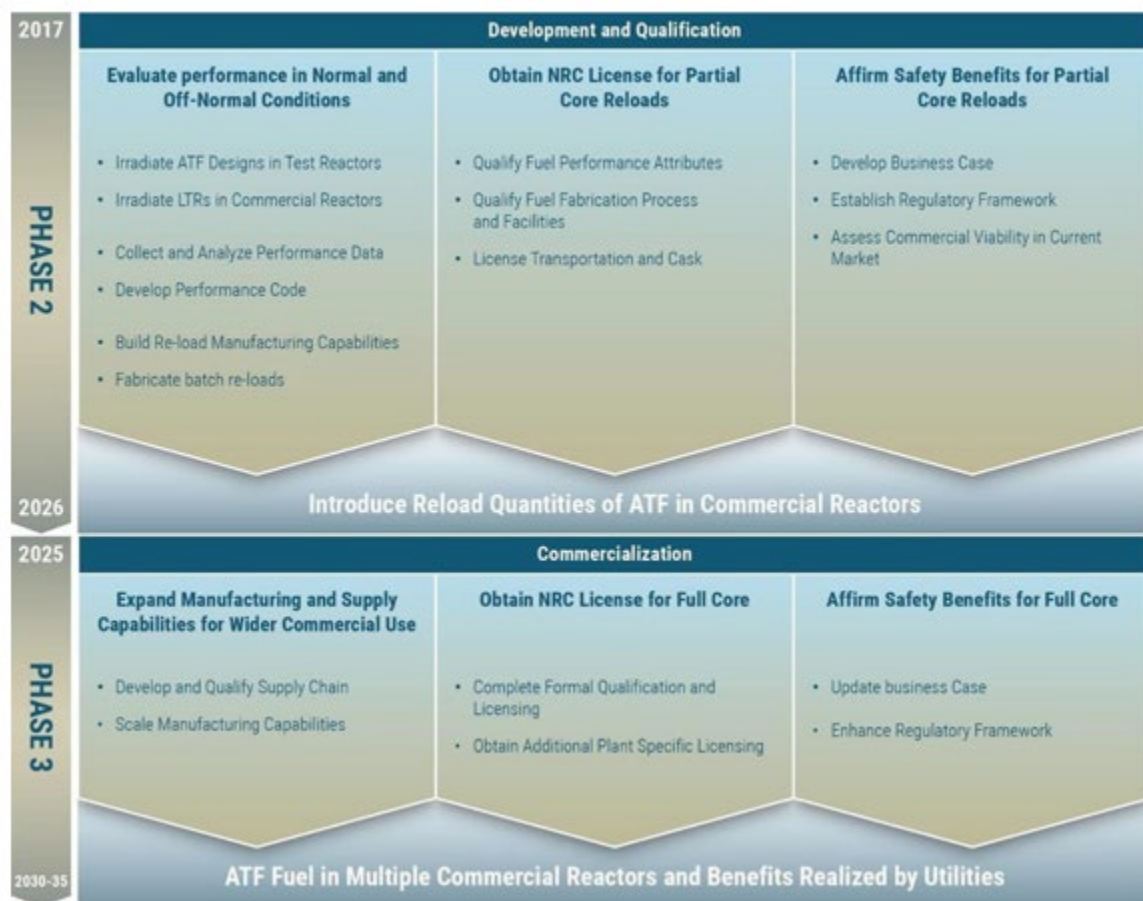 2017
Development and Qualification
PHASE 2
Evaluate performance in Normal and
Off-Normal Conditions
• Irradiate ATF Designs in Test Reactors
• Irradiate LTRs in Commercial Reactors
• Collect and Analyze Performance Data
• Develop Performance Code
• Build Re-load Manufacturing Capabilities
• Fabricate batch re-loads
Obtain NRC License for Partial
Core Reloads
• Qualify Fuel Performance Attributes
• Qualify Fuel Fabrication Process
and Facilities
• License Transportation and Cask
Affirm Safety Benefits for Partial
Core Reloads
• Develop Business Case
• Establish Regulatory Framework
• Assess Commercial Viability in Current
Market
2026
Introduce Reload Quantities of ATF in Commercial Reactors
2025
Commercialization
PHASE 3
Expand Manufacturing and Supply
Capabilities for Wider Commercial Use
• Develop and Qualify Supply Chain
• Scale Manufacturing Capabilities
Obtain NRC License for Full Core
• Complete Formal Qualification and
Licensing
• Obtain Additional Plant Specific Licensing
Affirm Safety Benefits for Full Core
• Update business Case
• Enhance Regulatory Framework
2030-35
ATF Fuel in Multiple Commercial Reactors and Benefits Realized by Utilities